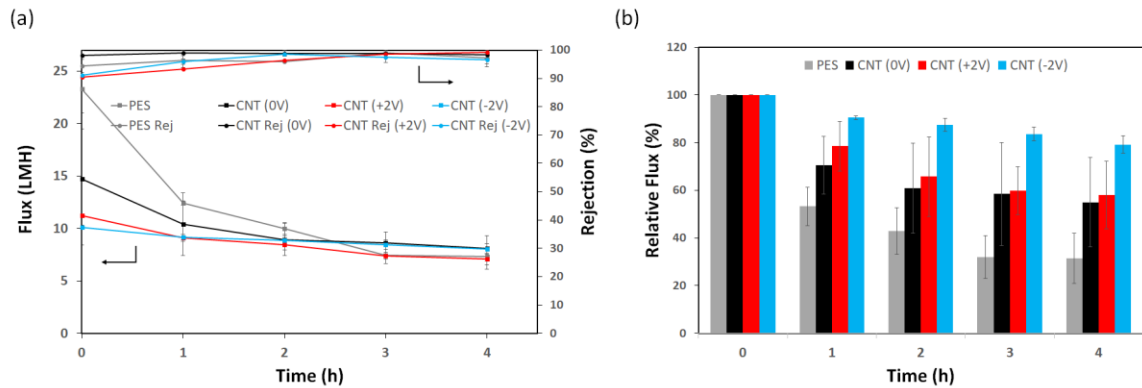 (a)
25
20
15
10
5
0
Flux (LMH)
100
90
80
70
60
50
40
30
20
10
0
Rejection (%)
PES CNT (0V) CNT (+2V) CNT (-2V)
PES Rej CNT Rej (0V) CNT Rej (+2V) CNT Rej (-2V)
0 1 2 3 4
Time (h)
(b)
120
100
80
60
40
20
0
Relative Flux (%)
PES CNT (0V) CNT (+2V) CNT (-2V)
0 1 2 3 4
Time (h)